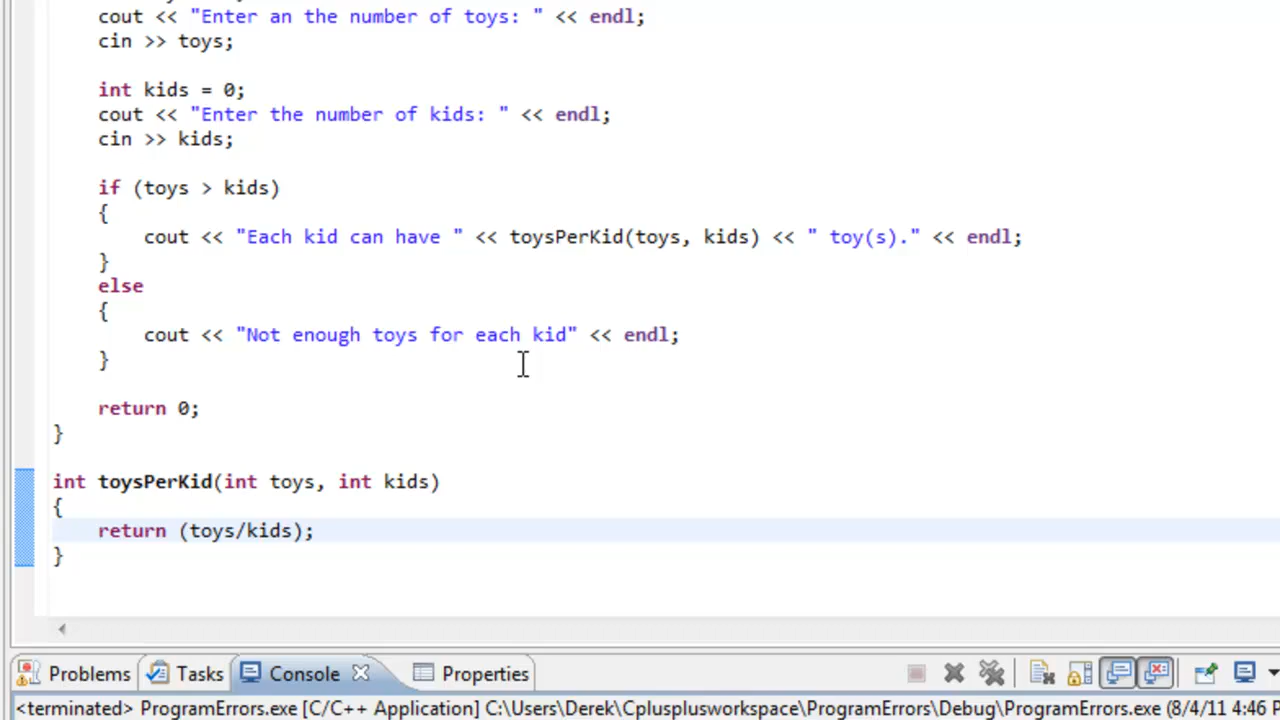 cout << "Enter an the number of toys: " << endl;
cin >> toys;
int kids = 0;
cout << "Enter the number of kids: " << endl;
cin >> kids;
if (toys > kids)
{
cout << "Each kid can have " << toysPerKid(toys, kids) << " toy(s)." << endl;
}
else
{
cout << "Not enough toys for each kid" << endl;
}
return 0;
}
int toysPerKid(int toys, int kids)
{
return (toys/kids);
}
Problems Tasks Console Properties
<terminated> ProgramErrors.exe [C/C++ Application] C:\Users\Derek\Cplusplusworkspace\ProgramErrors\Debug\ProgramErrors.exe (8/4/11 4:46 P